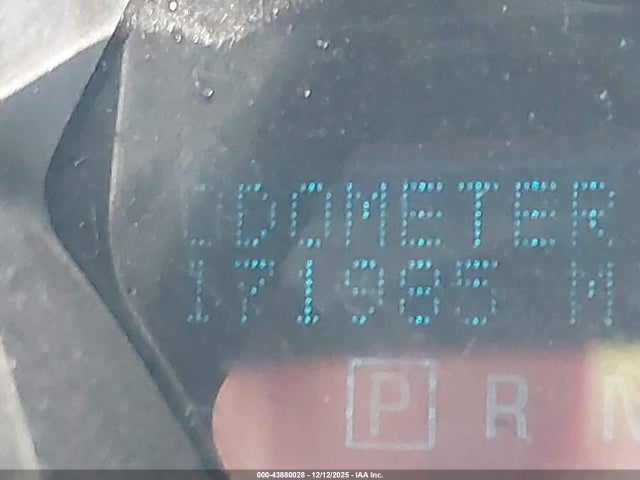 ODOMETER
171985 M
P R N
000-43880028 - 12/12/2025 - IAA Inc.